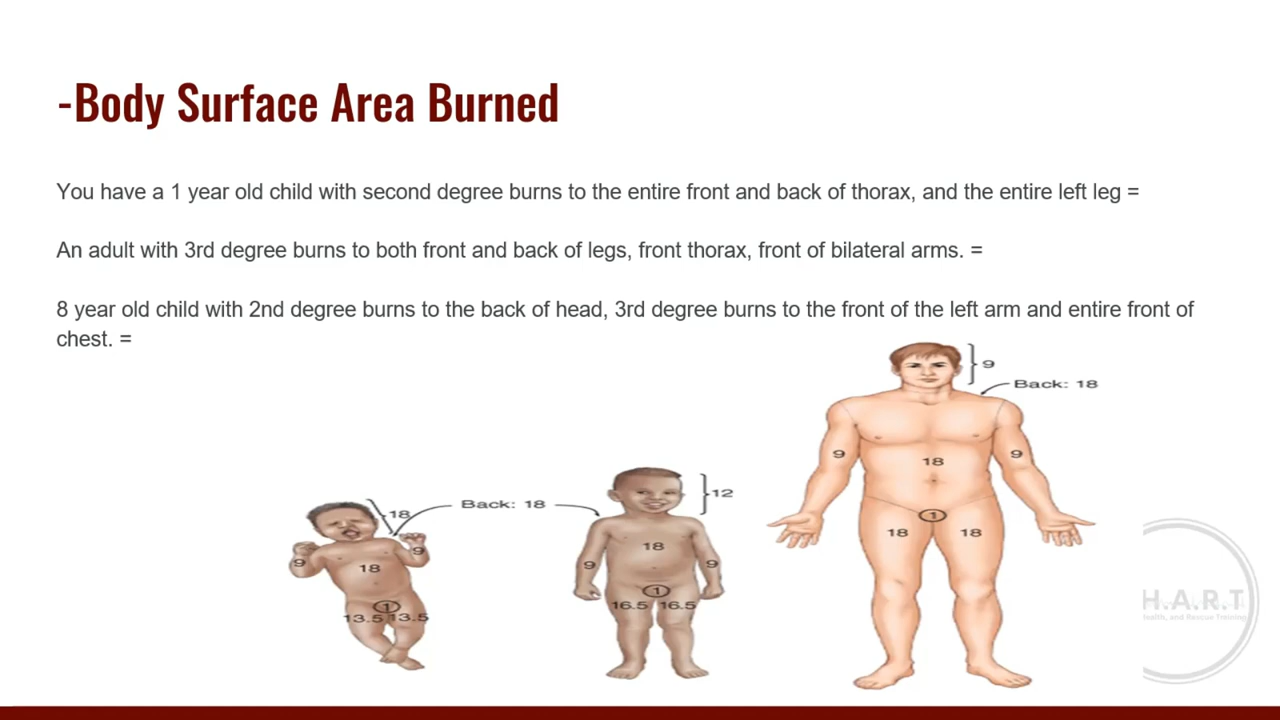 -Body Surface Area Burned
You have a 1 year old child with second degree burns to the entire front and back of thorax, and the entire left leg =
An adult with 3rd degree burns to both front and back of legs, front thorax, front of bilateral arms. =
8 year old child with 2nd degree burns to the back of head, 3rd degree burns to the front of the left arm and entire front of
chest. =
9
Back: 18
9
18
9
1
18 18
18
Back: 18
12
9
9
18
18
9
9
1
13.5 13.5
1
16.5 16.5
H.A.R.T
Health, and Rescue Training